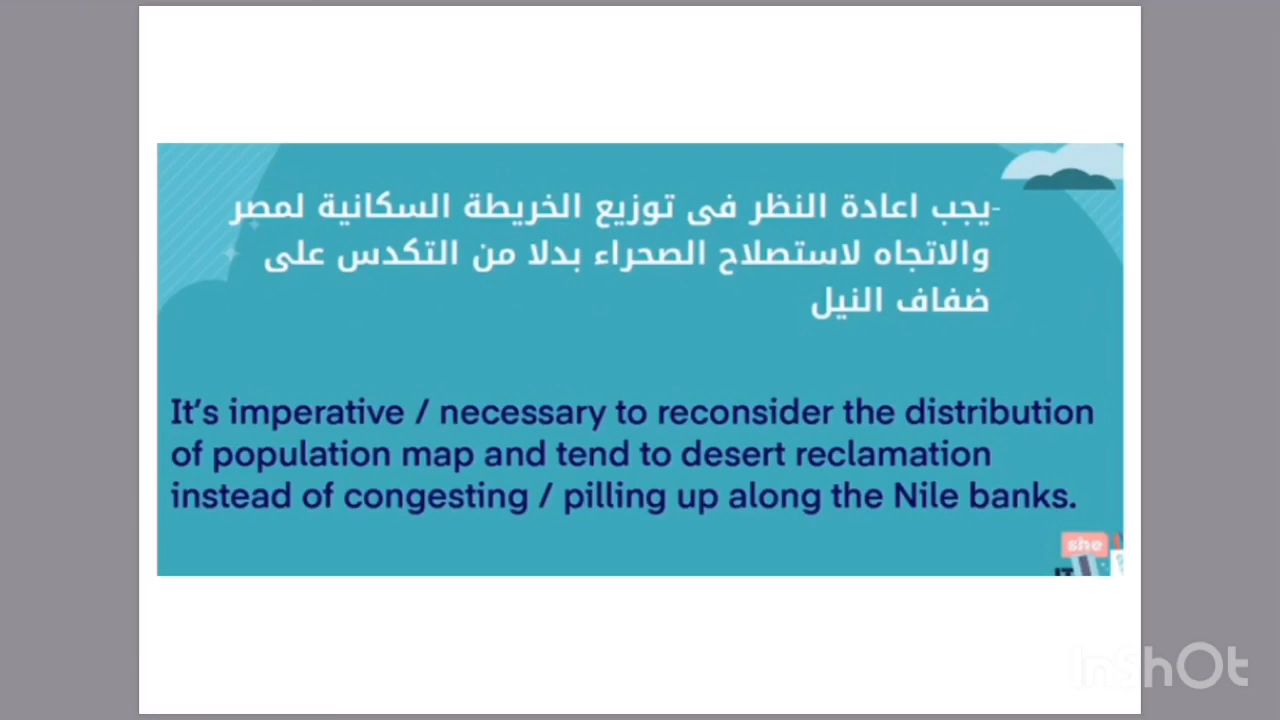 -يجب اعادة النظر فى توزيع الخريطة السكانية لمصر
والاتجاه لاستصلاح الصحراء بدلا من التكدس على
ضفاف النيل
It's imperative / necessary to reconsider the distribution
of population map and tend to desert reclamation
instead of congesting / pilling up along the Nile banks.
she
IT
InShOt